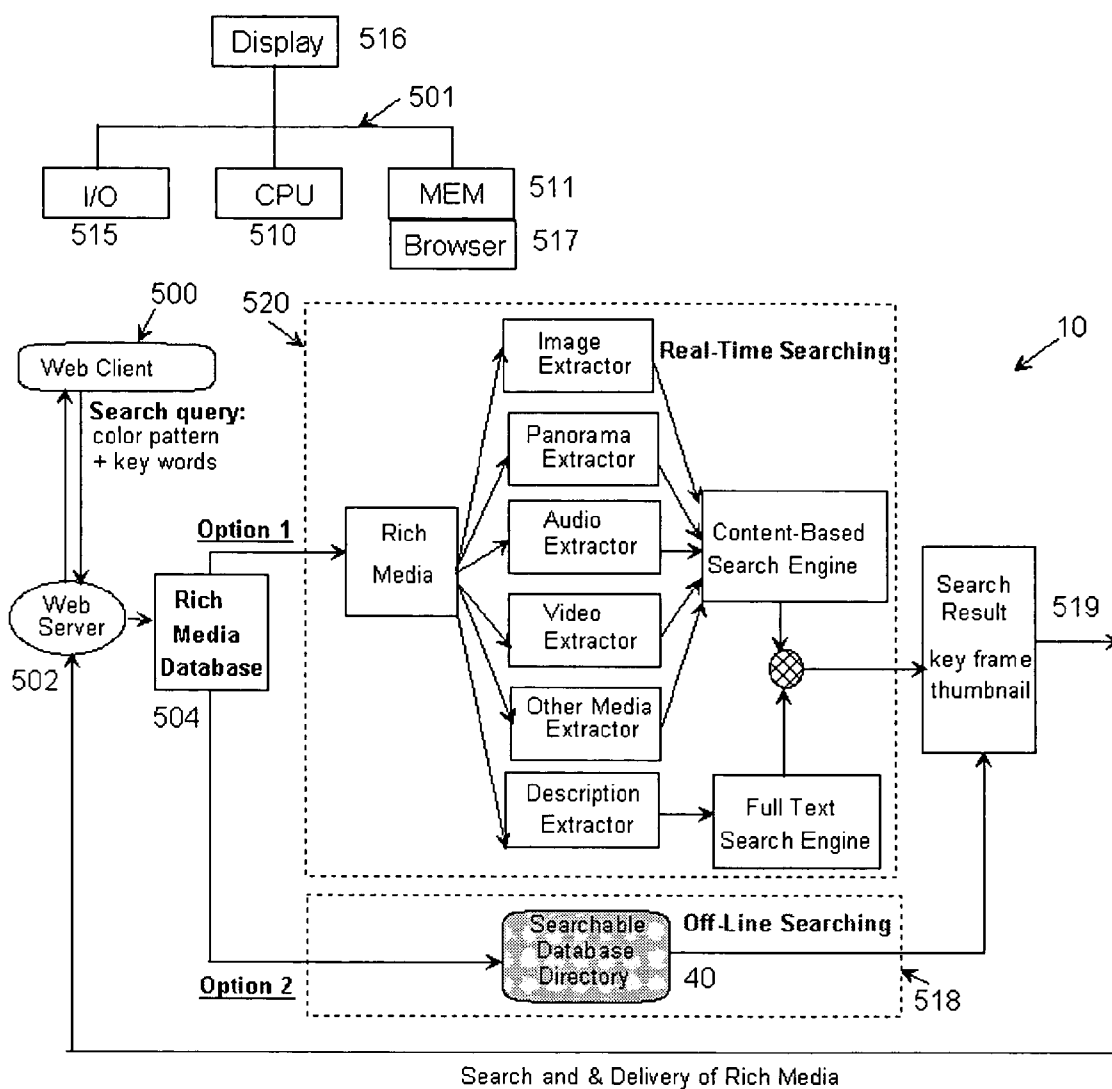 Display
516
501
I/O
CPU
MEM
511
515
510
Browser
517
500
520
10
Web Client
Image
Extractor
Real-Time Searching
Search query:
color pattern
+ key words
Panorama
Extractor
Option 1
Rich
Media
Audio
Extractor
Content-Based
Search Engine
Web
Server
502
Rich
Media
Database
504
Video
Extractor
Search
Result
key frame
thumbnail
519
Other Media
Extractor
Description
Extractor
Full Text
Search Engine
Searchable
Database
Directory
Off-Line Searching
40
Option 2
518
Search and & Delivery of Rich Media